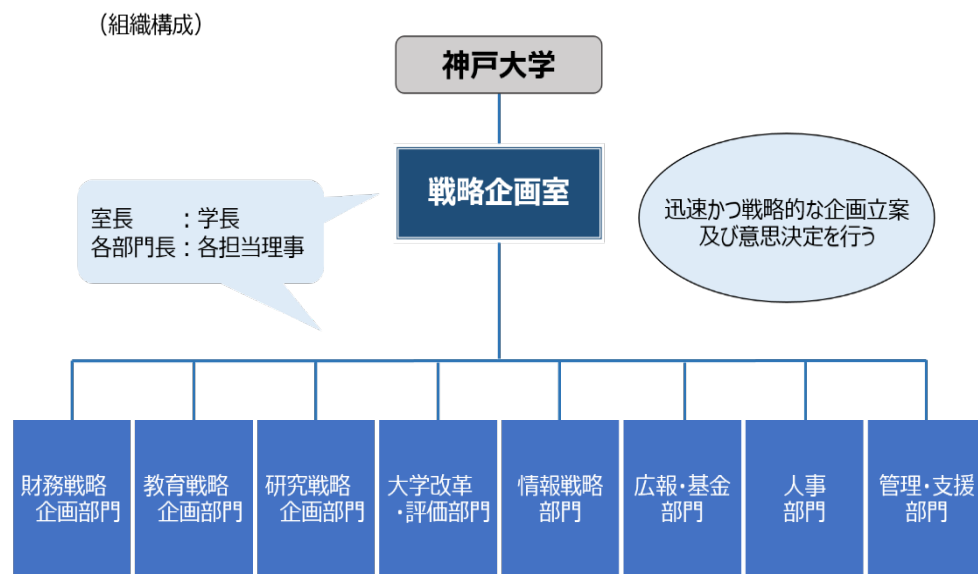 （組織構成）
神戸大学
戦略企画室
室長　　：学長
各部門長：各担当理事
迅速かつ戦略的な企画立案
及び意思決定を行う
財務戦略
企画部門
教育戦略
企画部門
研究戦略
企画部門
大学改革
・評価部門
情報戦略
部門
広報・基金
部門
人事
部門
管理・支援
部門